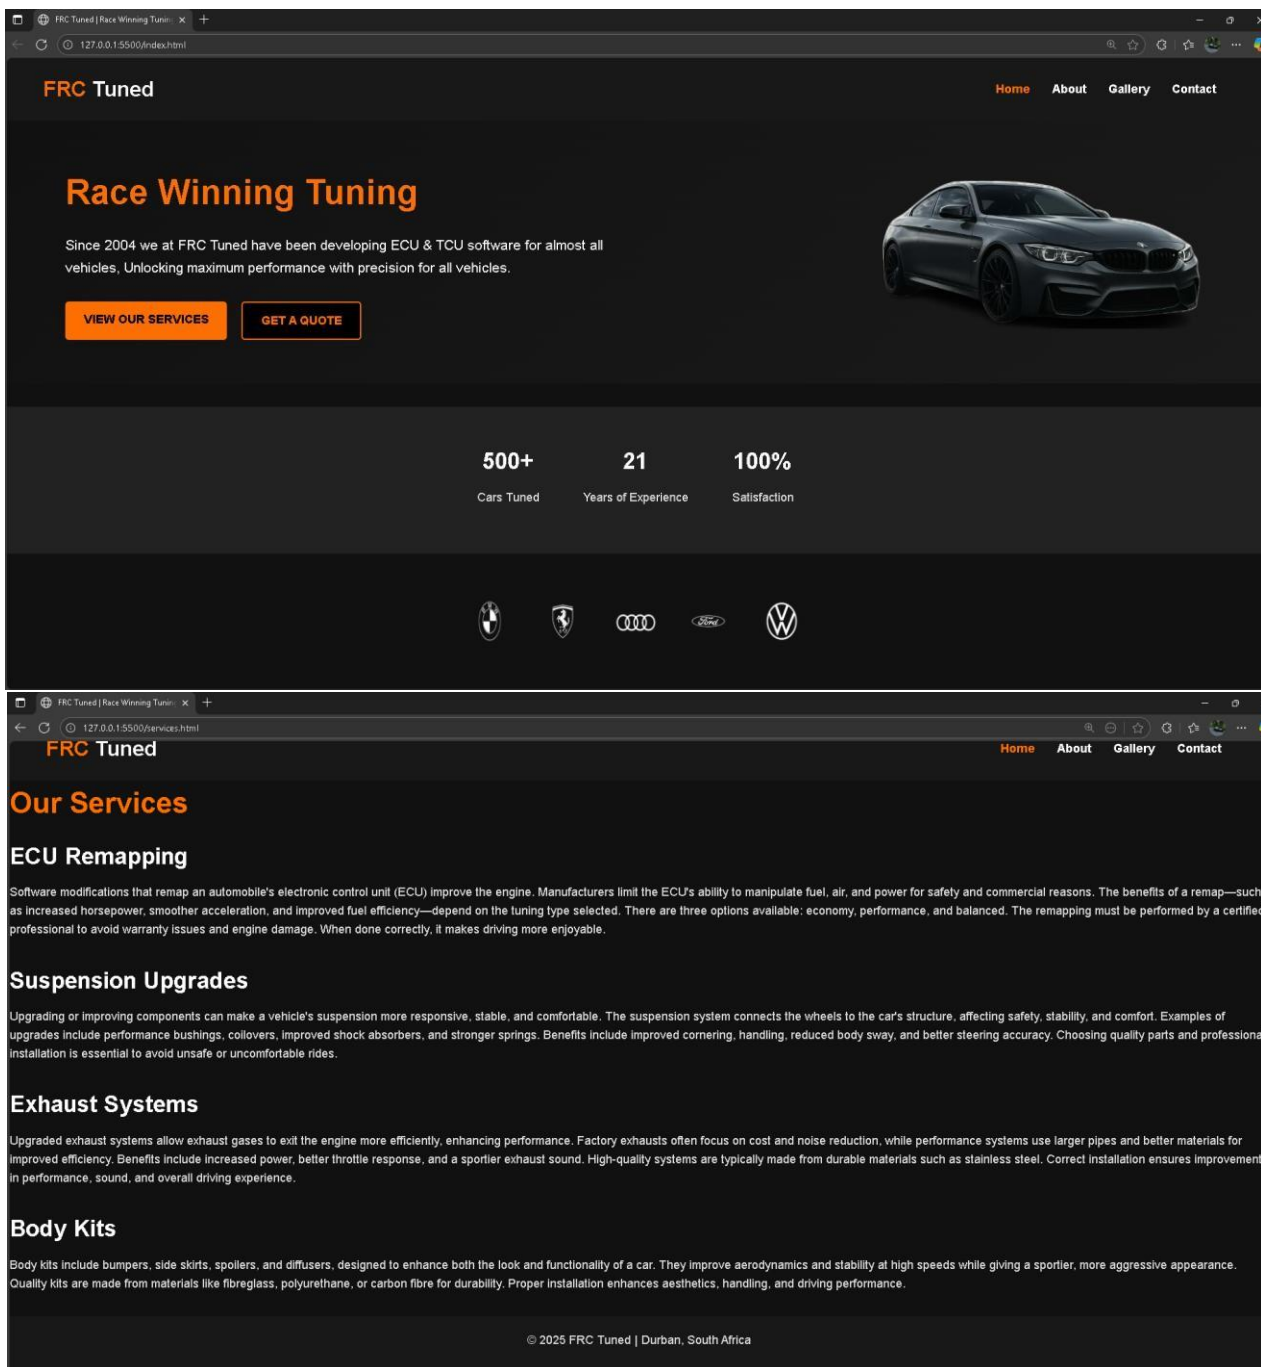 FRC Tuned | Race Winning Tuning
127.0.0.1:5500/index.html
FRC Tuned
Home About Gallery Contact
Race Winning Tuning
Since 2004 we at FRC Tuned have been developing ECU & TCU software for almost all
vehicles, Unlocking maximum performance with precision for all vehicles.
VIEW OUR SERVICES GET A QUOTE
500+ 21 100%
Cars Tuned Years of Experience Satisfaction
Ford
FRC Tuned | Race Winning Tuning
127.0.0.1:5500/services.html
FRC Tuned
Home About Gallery Contact
Our Services
ECU Remapping
Software modifications that remap an automobile's electronic control unit (ECU) improve the engine. Manufacturers limit the ECU's ability to manipulate fuel, air, and power for safety and commercial reasons. The benefits of a remap—such
as increased horsepower, smoother acceleration, and improved fuel efficiency—depend on the tuning type selected. There are three options available: economy, performance, and balanced. The remapping must be performed by a certified
professional to avoid warranty issues and engine damage. When done correctly, it makes driving more enjoyable.
Suspension Upgrades
Upgrading or improving components can make a vehicle's suspension more responsive, stable, and comfortable. The suspension system connects the wheels to the car's structure, affecting safety, stability, and comfort. Examples of
upgrades include performance bushings, coilovers, improved shock absorbers, and stronger springs. Benefits include improved cornering, handling, reduced body sway, and better steering accuracy. Choosing quality parts and professiona
installation is essential to avoid unsafe or uncomfortable rides.
Exhaust Systems
Upgraded exhaust systems allow exhaust gases to exit the engine more efficiently, enhancing performance. Factory exhausts often focus on cost and noise reduction, while performance systems use larger pipes and better materials for
improved efficiency. Benefits include increased power, better throttle response, and a sportier exhaust sound. High-quality systems are typically made from durable materials such as stainless steel. Correct installation ensures improvement
in performance, sound, and overall driving experience.
Body Kits
Body kits include bumpers, side skirts, spoilers, and diffusers, designed to enhance both the look and functionality of a car. They improve aerodynamics and stability at high speeds while giving a sportier, more aggressive appearance.
Quality kits are made from materials like fibreglass, polyurethane, or carbon fibre for durability. Proper installation enhances aesthetics, handling, and driving performance.
© 2025 FRC Tuned | Durban, South Africa